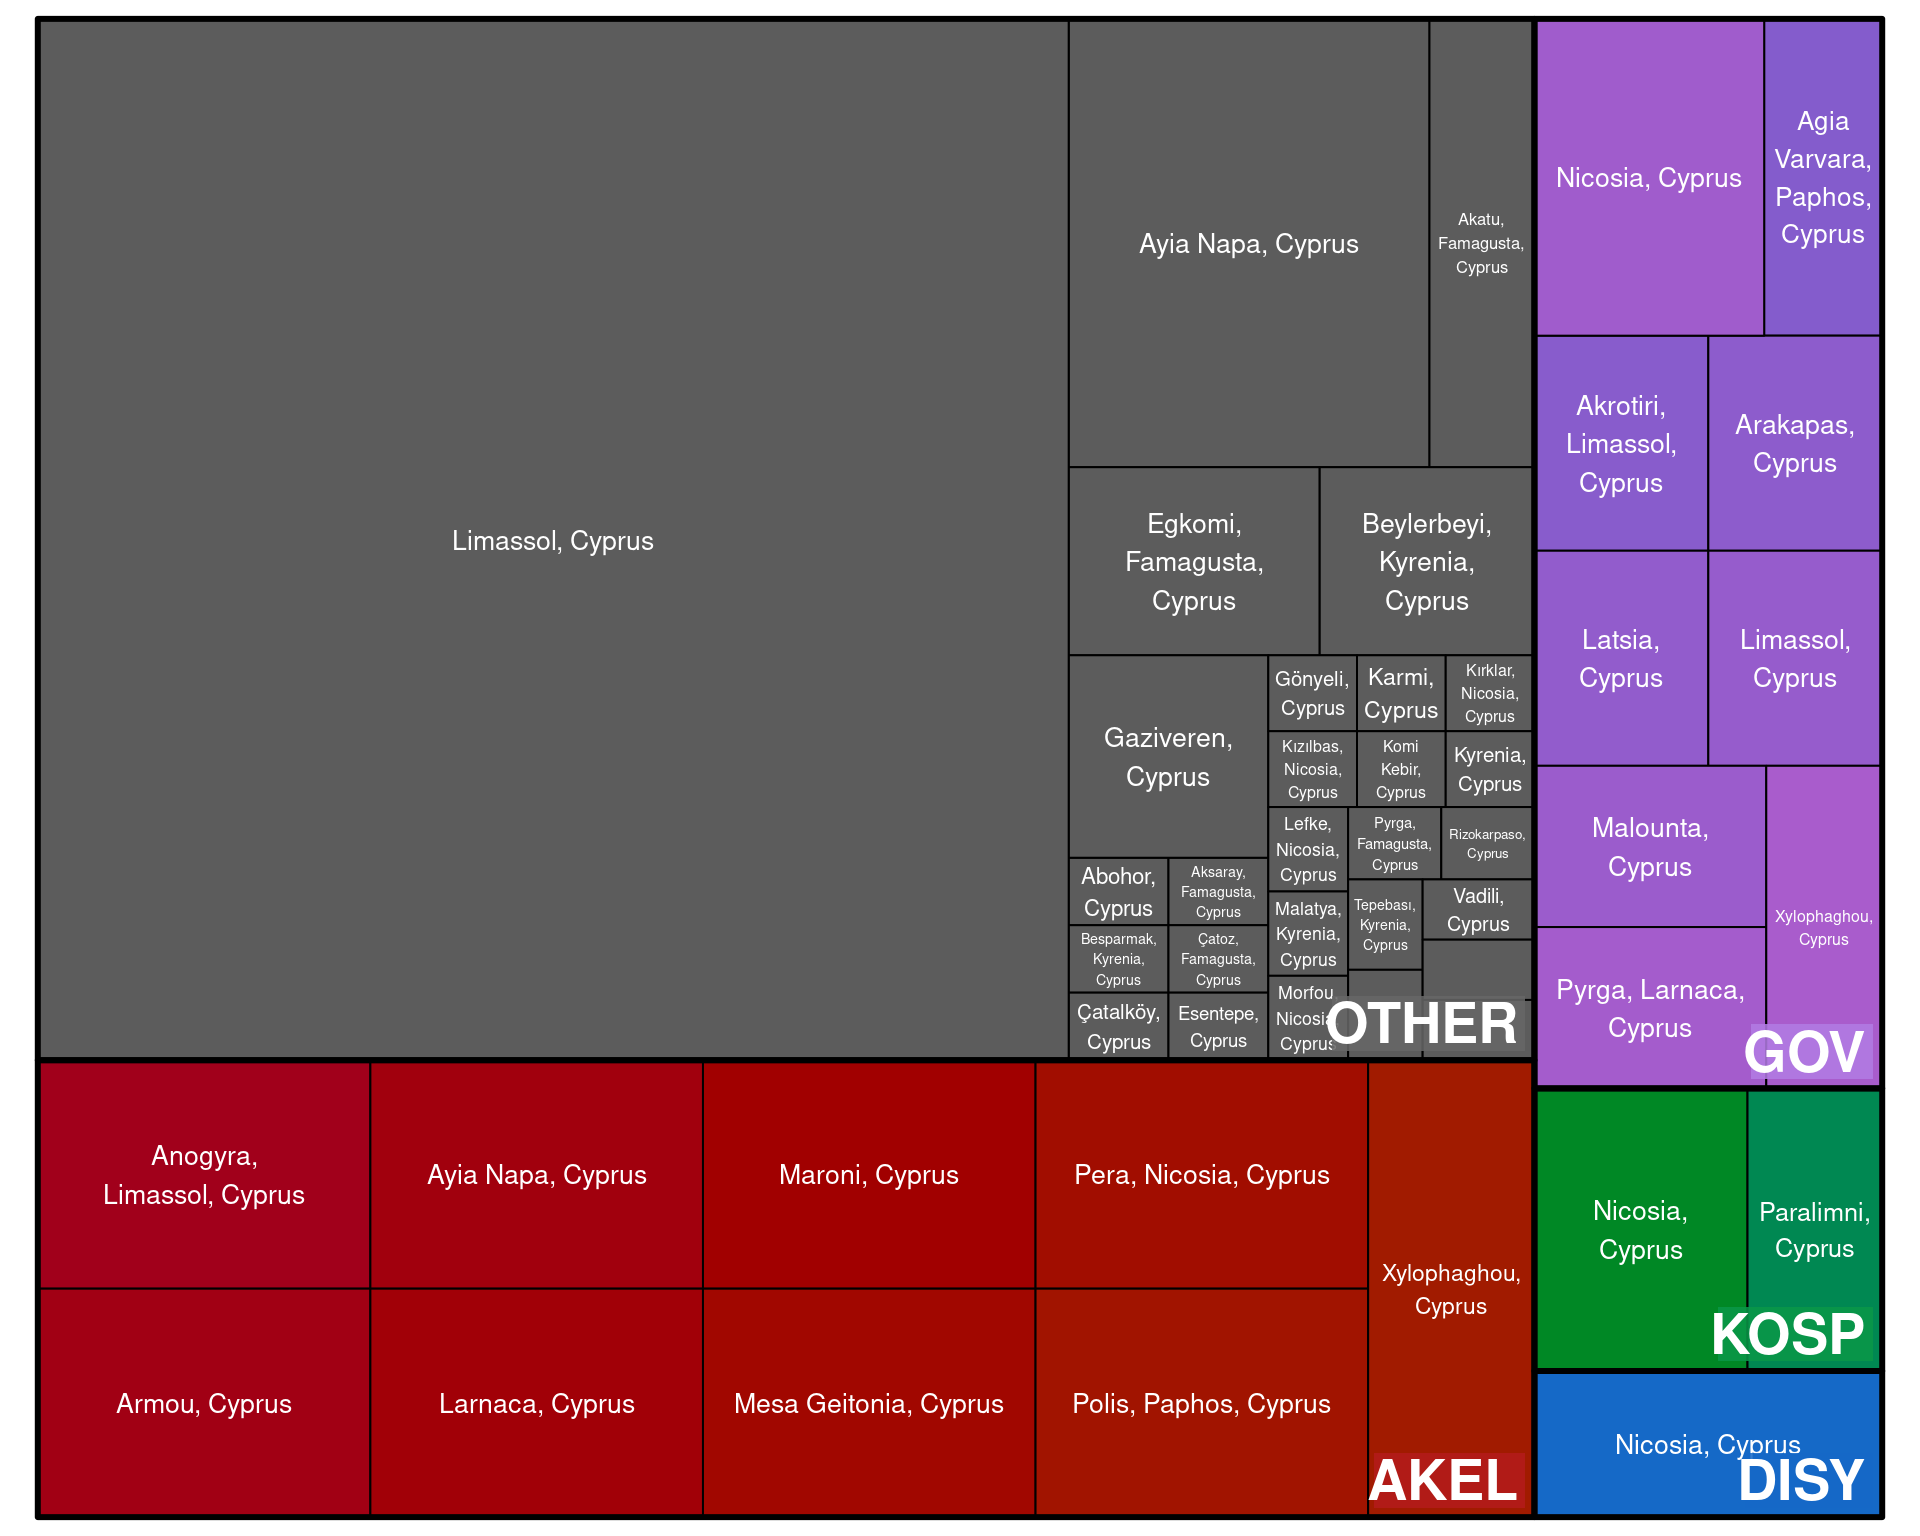 Limassol, Cyprus
Ayia Napa, Cyprus
Akatu,
Famagusta,
Cyprus
Egkomi,
Famagusta,
Cyprus
Beylerbeyi,
Kyrenia,
Cyprus
Gaziveren,
Cyprus
Gönyeli,
Cyprus
Karmi,
Cyprus
Kırklar,
Nicosia,
Cyprus
Kızılbas,
Nicosia,
Cyprus
Komi
Kebir,
Cyprus
Kyrenia,
Cyprus
Lefke,
Nicosia,
Cyprus
Pyrga,
Famagusta,
Cyprus
Rizokarpaso,
Cyprus
Abohor,
Cyprus
Aksaray,
Famagusta,
Cyprus
Malatya,
Kyrenia,
Cyprus
Tepebası,
Kyrenia,
Cyprus
Vadili,
Cyprus
Besparmak,
Kyrenia,
Cyprus
Çatoz,
Famagusta,
Cyprus
Çatalköy,
Cyprus
Esentepe,
Cyprus
Morfou,
Nicosia,
Cyprus
OTHER
Nicosia, Cyprus
Agia
Varvara,
Paphos,
Cyprus
Akrotiri,
Limassol,
Cyprus
Arakapas,
Cyprus
Latsia,
Cyprus
Limassol,
Cyprus
Malounta,
Cyprus
Xylophaghou,
Cyprus
Pyrga, Larnaca,
Cyprus
GOV
Anogyra,
Limassol, Cyprus
Ayia Napa, Cyprus
Maroni, Cyprus
Pera, Nicosia, Cyprus
Xylophaghou,
Cyprus
Armou, Cyprus
Larnaca, Cyprus
Mesa Geitonia, Cyprus
Polis, Paphos, Cyprus
AKEL
Nicosia,
Cyprus
Paralimni,
Cyprus
KOSP
Nicosia, Cyprus
DISY